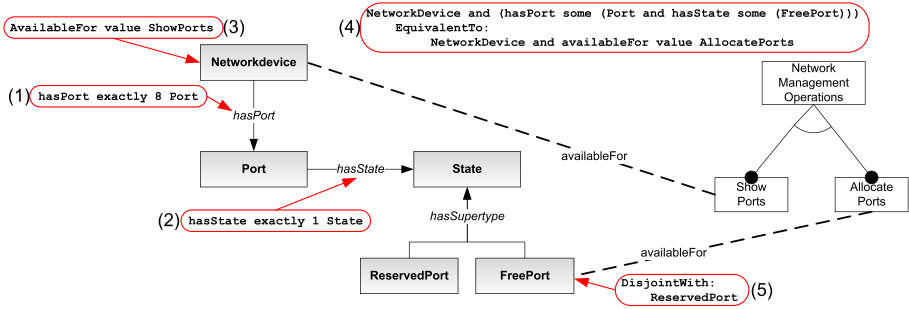 AvailableFor value ShowPorts
(3)
(4)
NetworkDevice and (hasPort some (Port and hasState some (FreePort)))
EquivalentTo:
NetworkDevice and availableFor value AllocatePorts
Networkdevice
Network
Management
Operations
(1)
hasPort exactly 8 Port
hasPort
availableFor
Port
hasState
State
Show
Ports
Allocate
Ports
(2)
hasState exactly 1 State
hasSupertype
availableFor
ReservedPort
FreePort
DisjointWith:
ReservedPort
(5)